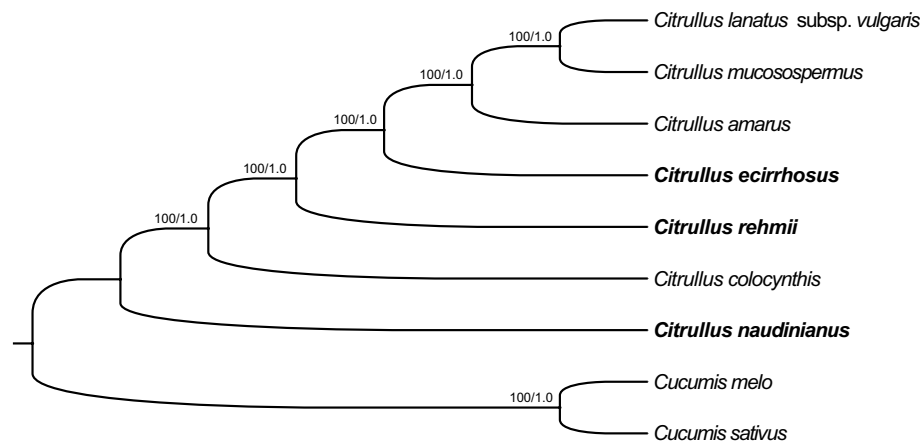 Citrullus lanatus subsp. vulgaris
100/1.0
Citrullus mucosospermus
100/1.0
Citrullus amarus
100/1.0
Citrullus ecirrhosus
100/1.0
Citrullus rehmii
100/1.0
Citrullus colocynthis
Citrullus naudinianus
Cucumis melo
100/1.0
Cucumis sativus